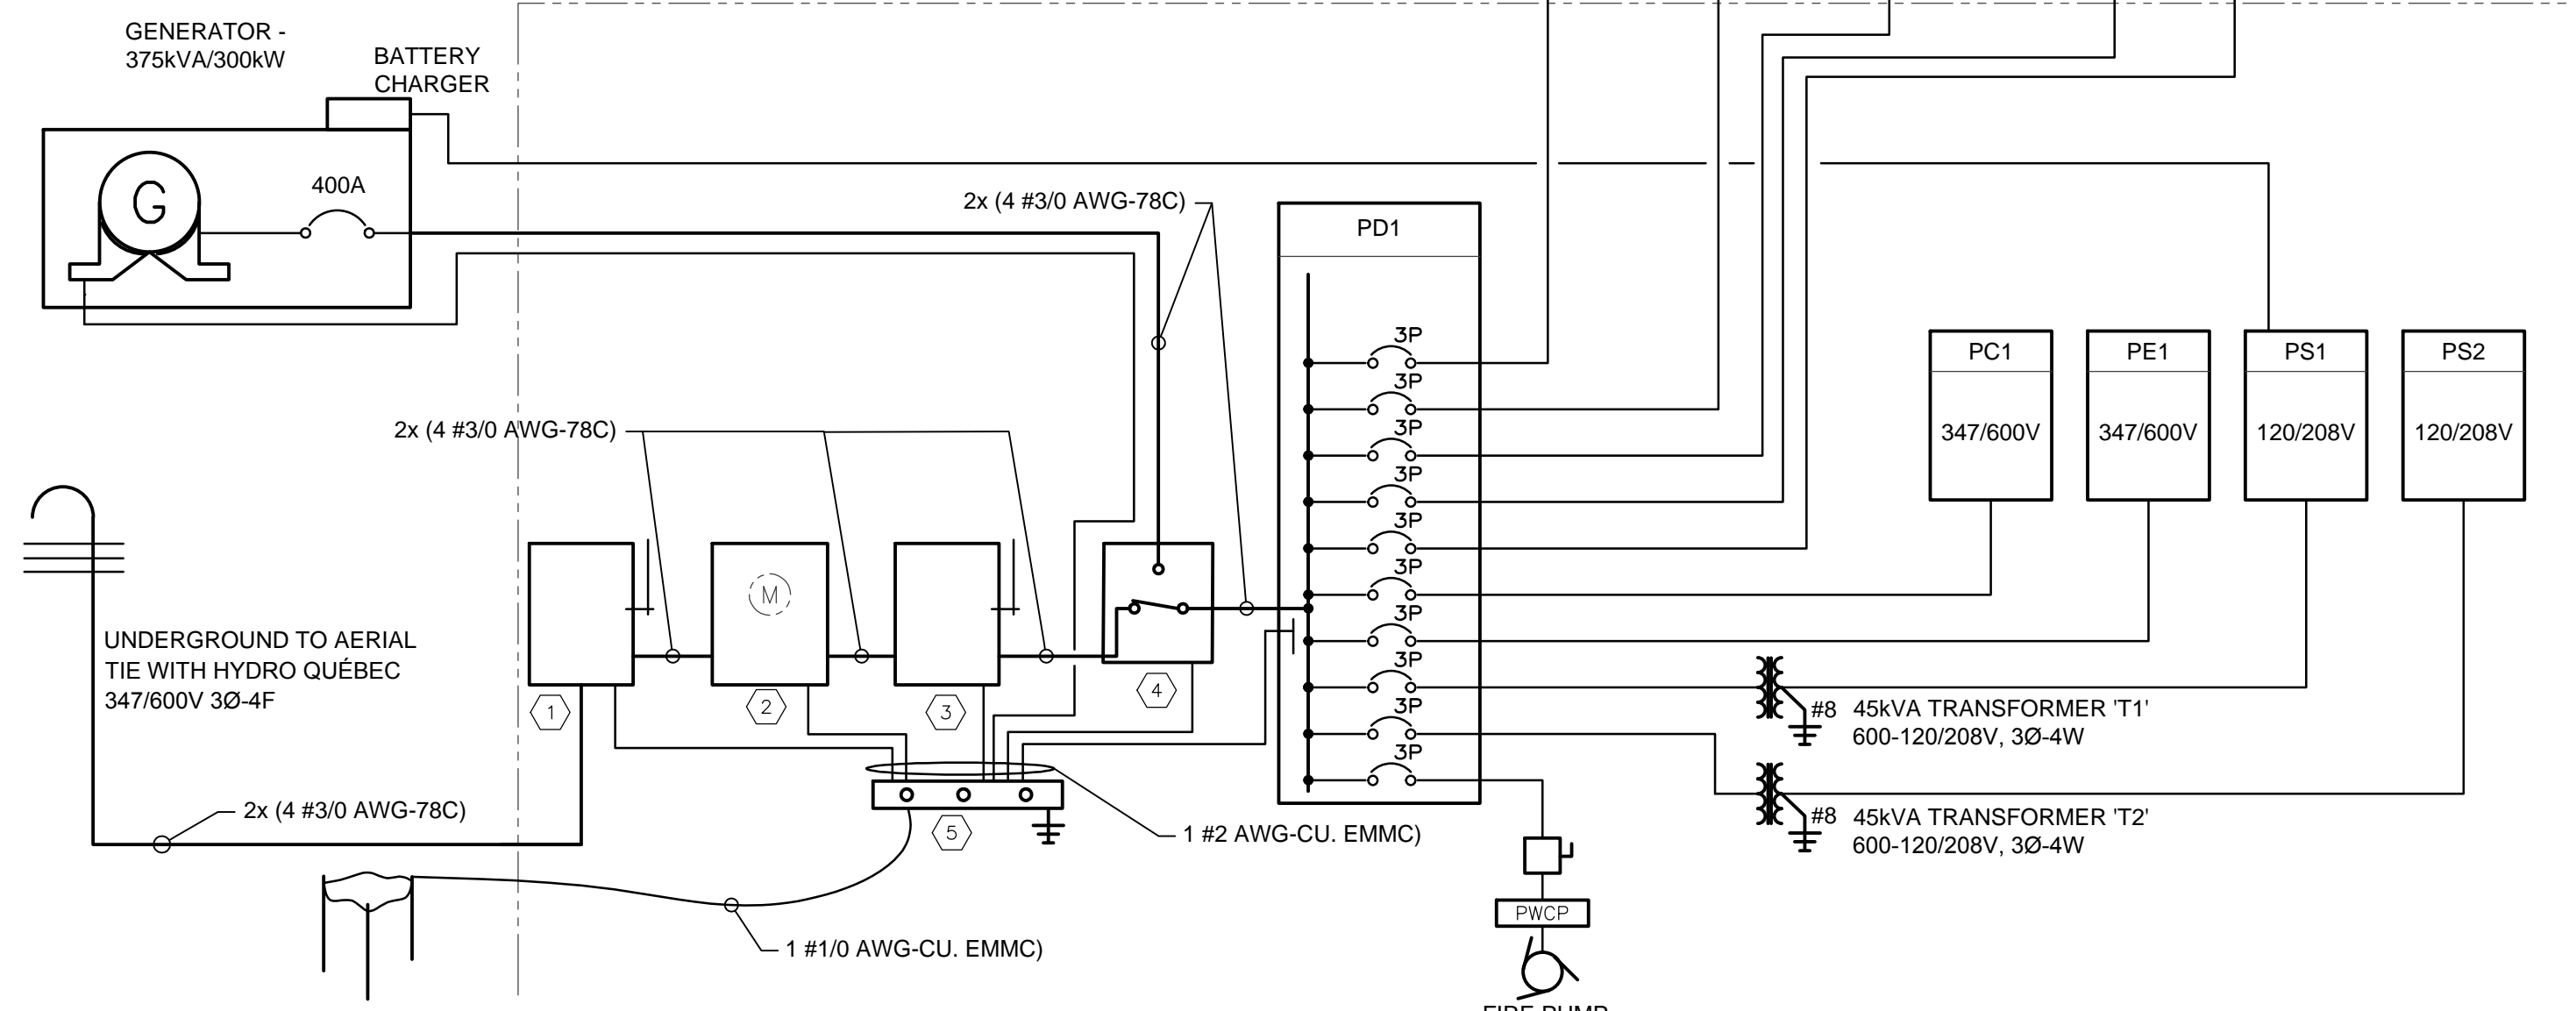 GENERATOR -
375kVA/300kW
BATTERY
CHARGER
G
400A
2x (4 #3/0 AWG-78C)
PD1
3P
3P
3P
3P
3P
3P
3P
3P
3P
3P
PC1
347/600V
PE1
347/600V
PS1
120/208V
PS2
120/208V
2x (4 #3/0 AWG-78C)
M
UNDERGROUND TO AERIAL
TIE WITH HYDRO QUÉBEC
347/600V 3Ø-4F
1
2
3
4
5
#8
45kVA TRANSFORMER 'T1'
600-120/208V, 3Ø-4W
#8
45kVA TRANSFORMER 'T2'
600-120/208V, 3Ø-4W
2x (4 #3/0 AWG-78C)
1 #2 AWG-CU. EMMC)
1 #1/0 AWG-CU. EMMC)
PWCP
FIRE PUMP